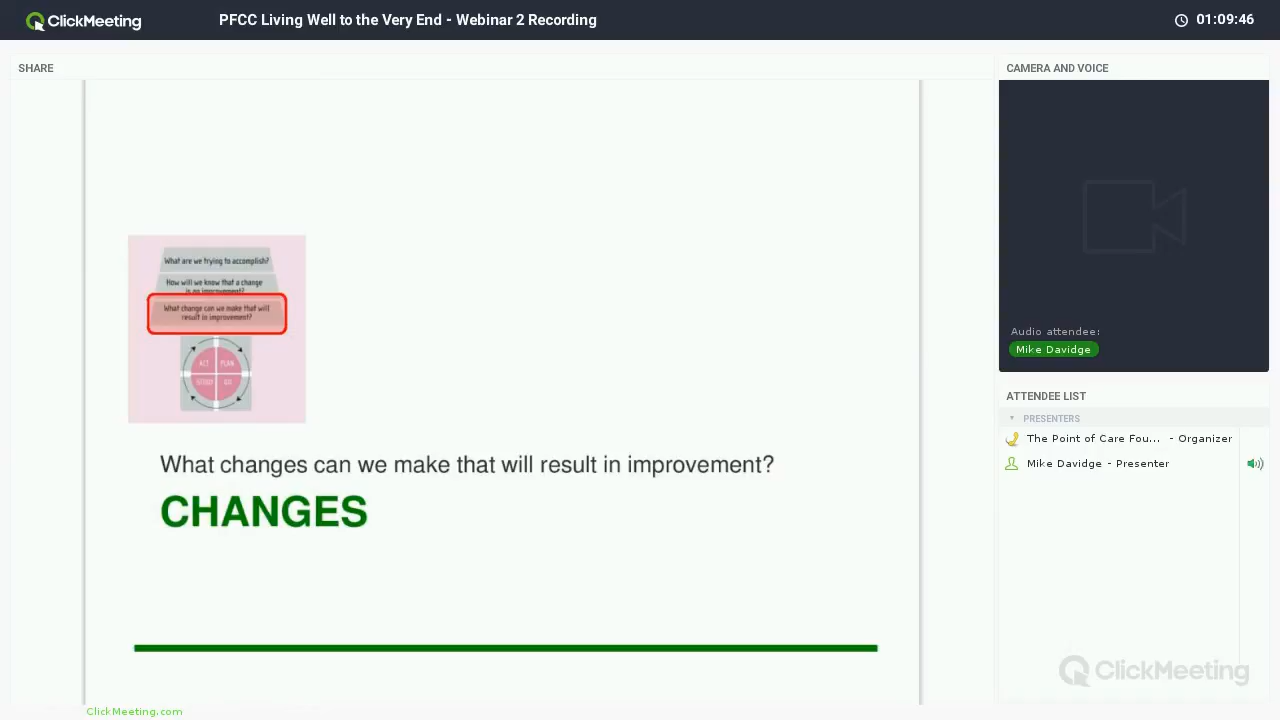 ClickMeeting
PFCC Living Well to the Very End - Webinar 2 Recording
01:09:46
SHARE
CAMERA AND VOICE
What are we trying to accomplish?
How will we know that a change
is an improvement?
What change can we make that will
result in improvement?
ACT PLAN
STUDY DO
What changes can we make that will result in improvement?
CHANGES
Audio attendee:
Mike Davidge
ATTENDEE LIST
PRESENTERS
The Point of Care Fou... - Organizer
Mike Davidge - Presenter
ClickMeeting
ClickMeeting.com